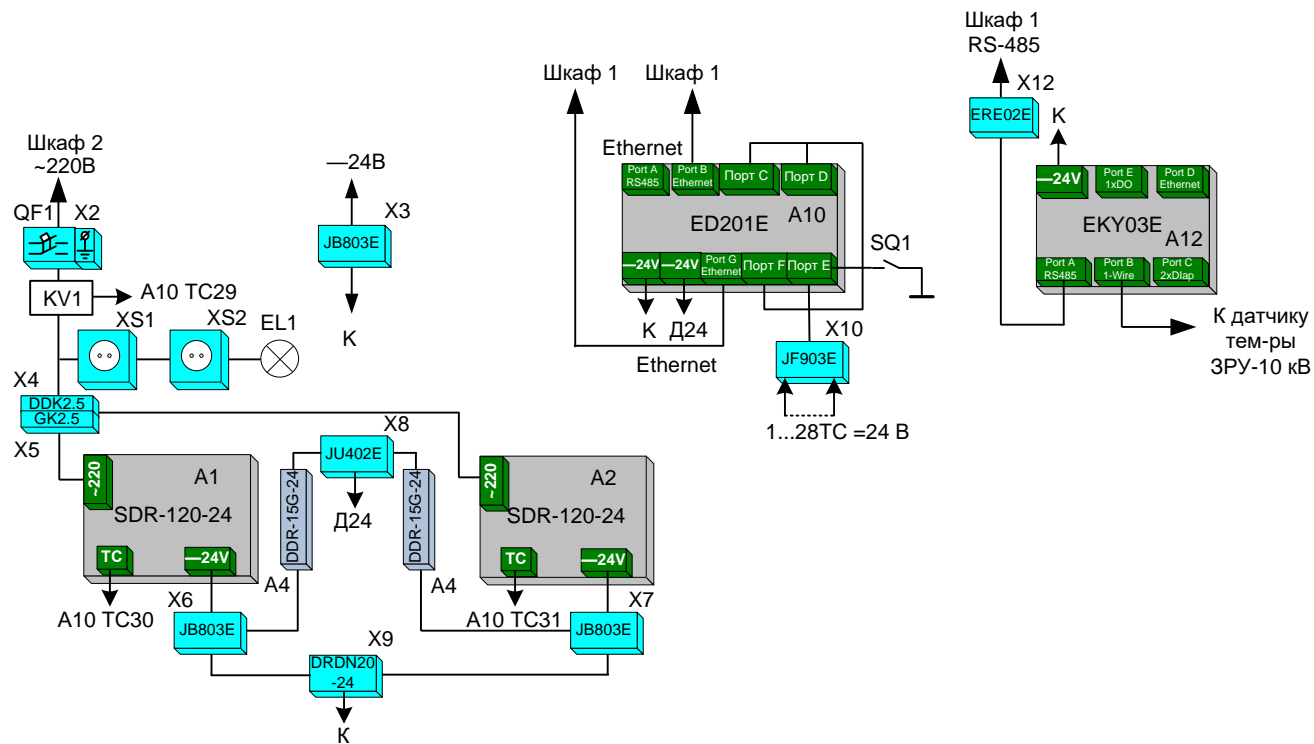 Шкаф 2
~220В
QF1
X2
KV1
A10 TC29
XS1
XS2
EL1
X4
DDK2.5
GK2.5
X5
—24В
X3
JB803E
K
~220
A1
SDR-120-24
TC
—24V
A10 TC30
X6
JB803E
DDR-15G-24
A4
X8
JU402E
Д24
DDR-15G-24
A4
~220
A2
SDR-120-24
TC
—24V
A10 TC31
X7
JB803E
X9
DRDN20
-24
К
Шкаф 1
Шкаф 1
Ethernet
Port A
RS485
Port B
Ethernet
Порт C
Порт D
A10
ED201E
—24V
—24V
Port G
Ethernet
Порт F
Порт E
SQ1
К
Д24
Ethernet
X10
JF903E
1...28ТС =24 В
Шкаф 1
RS-485
X12
ERE02E
K
—24V
Port E
1xDO
Port D
Ethernet
EKY03E
A12
Port A
RS485
Port B
1-Wire
Port C
2xDIap
К датчику
тем-ры
ЗРУ-10 кВ